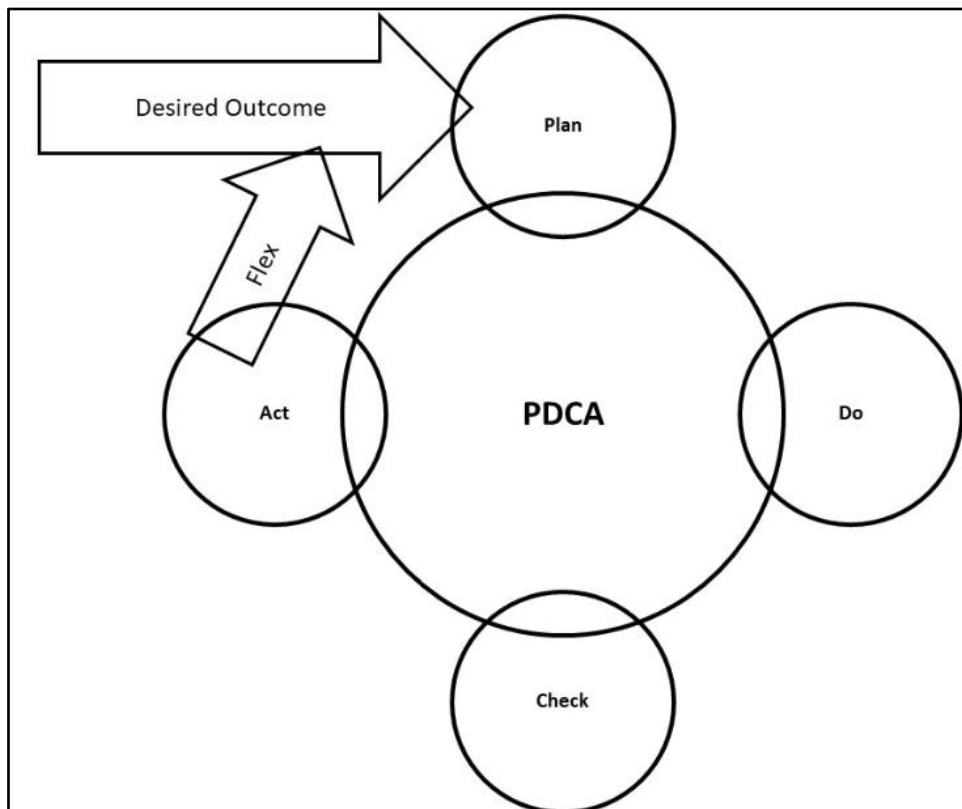 Desired Outcome
Plan
Flex
Act
PDCA
Do
Check